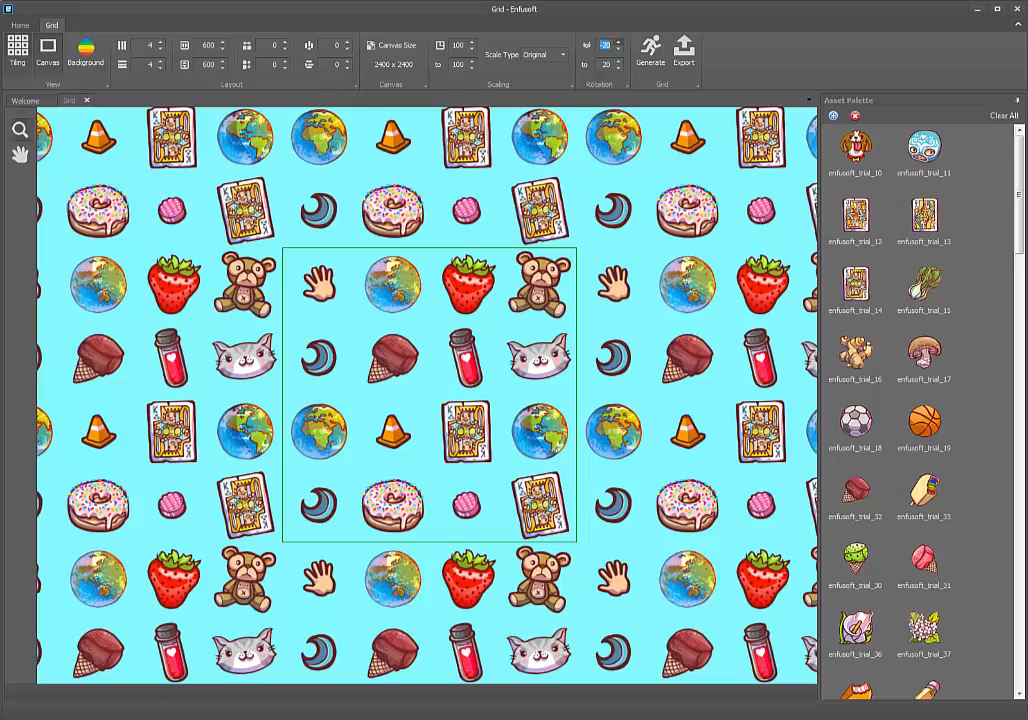 Grid - Enfusoft
Home Grid
4 600 0 0 Canvas Size 100 Scale Type Original -20
4 600 0 0 2400 x 2400 to 100 to 20
Tiling Canvas Background Generate Export
View Layout Canvas Scaling Rotation Grid
Welcome Grid
Asset Palette
Clear All
enfusoft_trial_10 enfusoft_trial_11
enfusoft_trial_12 enfusoft_trial_13
enfusoft_trial_14 enfusoft_trial_15
enfusoft_trial_16 enfusoft_trial_17
enfusoft_trial_18 enfusoft_trial_19
enfusoft_trial_32 enfusoft_trial_33
enfusoft_trial_30 enfusoft_trial_31
enfusoft_trial_36 enfusoft_trial_37